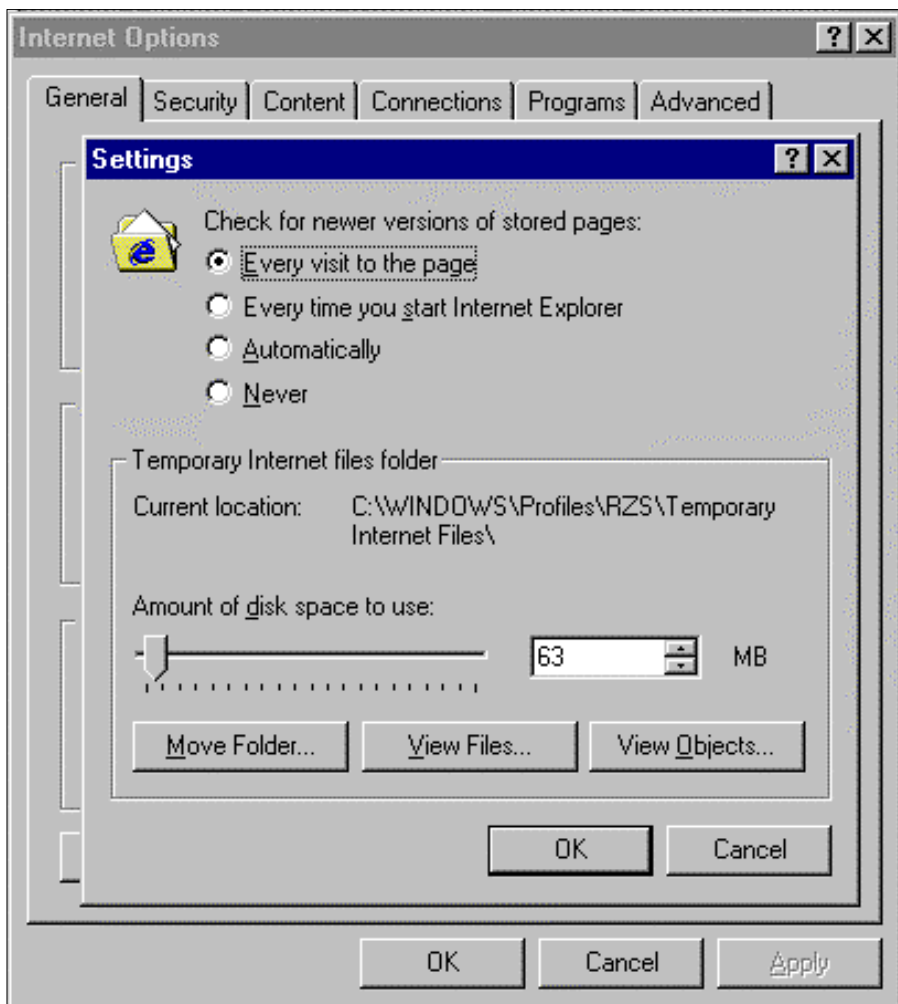 Internet Options
General Security Content Connections Programs Advanced
Settings
Check for newer versions of stored pages:
Every visit to the page
Every time you start Internet Explorer
Automatically
Never
Temporary Internet files folder
Current location: C:\WINDOWS\Profiles\RZS\Temporary
Internet Files\
Amount of disk space to use:
63 MB
Move Folder... View Files... View Objects...
OK Cancel
OK Cancel Apply